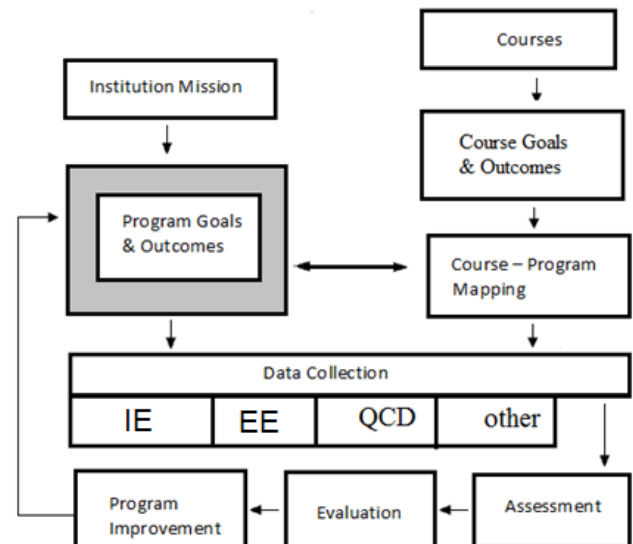 Courses
Institution Mission
Course Goals
& Outcomes
Program Goals
& Outcomes
Course – Program
Mapping
Data Collection
IE
EE
QCD
other
Program
Improvement
Evaluation
Assessment